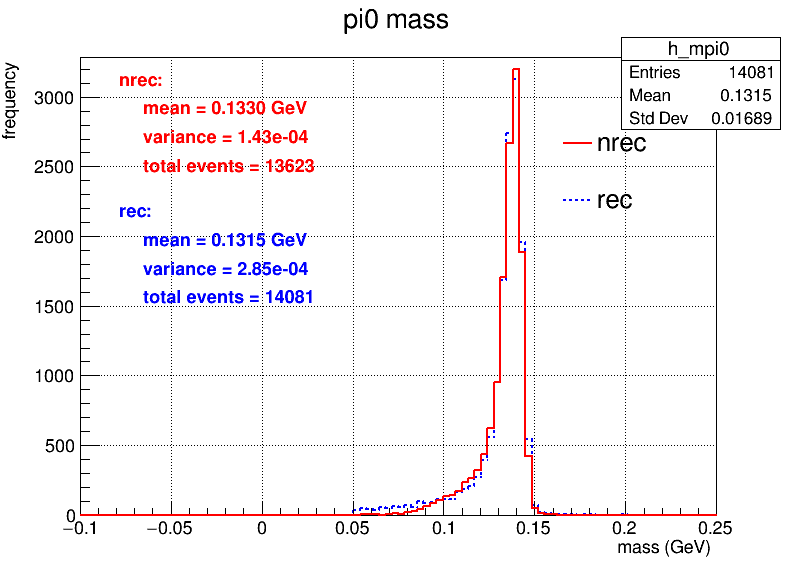 pi0 mass
h_mpi0
Entries 14081
Mean 0.1315
Std Dev 0.01689
frequency
nrec:
mean = 0.1330 GeV
variance = 1.43e-04
total events = 13623
rec:
mean = 0.1315 GeV
variance = 2.85e-04
total events = 14081
nrec
rec
3000
2500
2000
1500
1000
500
0
−0.1 −0.05 0 0.05 0.1 0.15 0.2 0.25
mass (GeV)